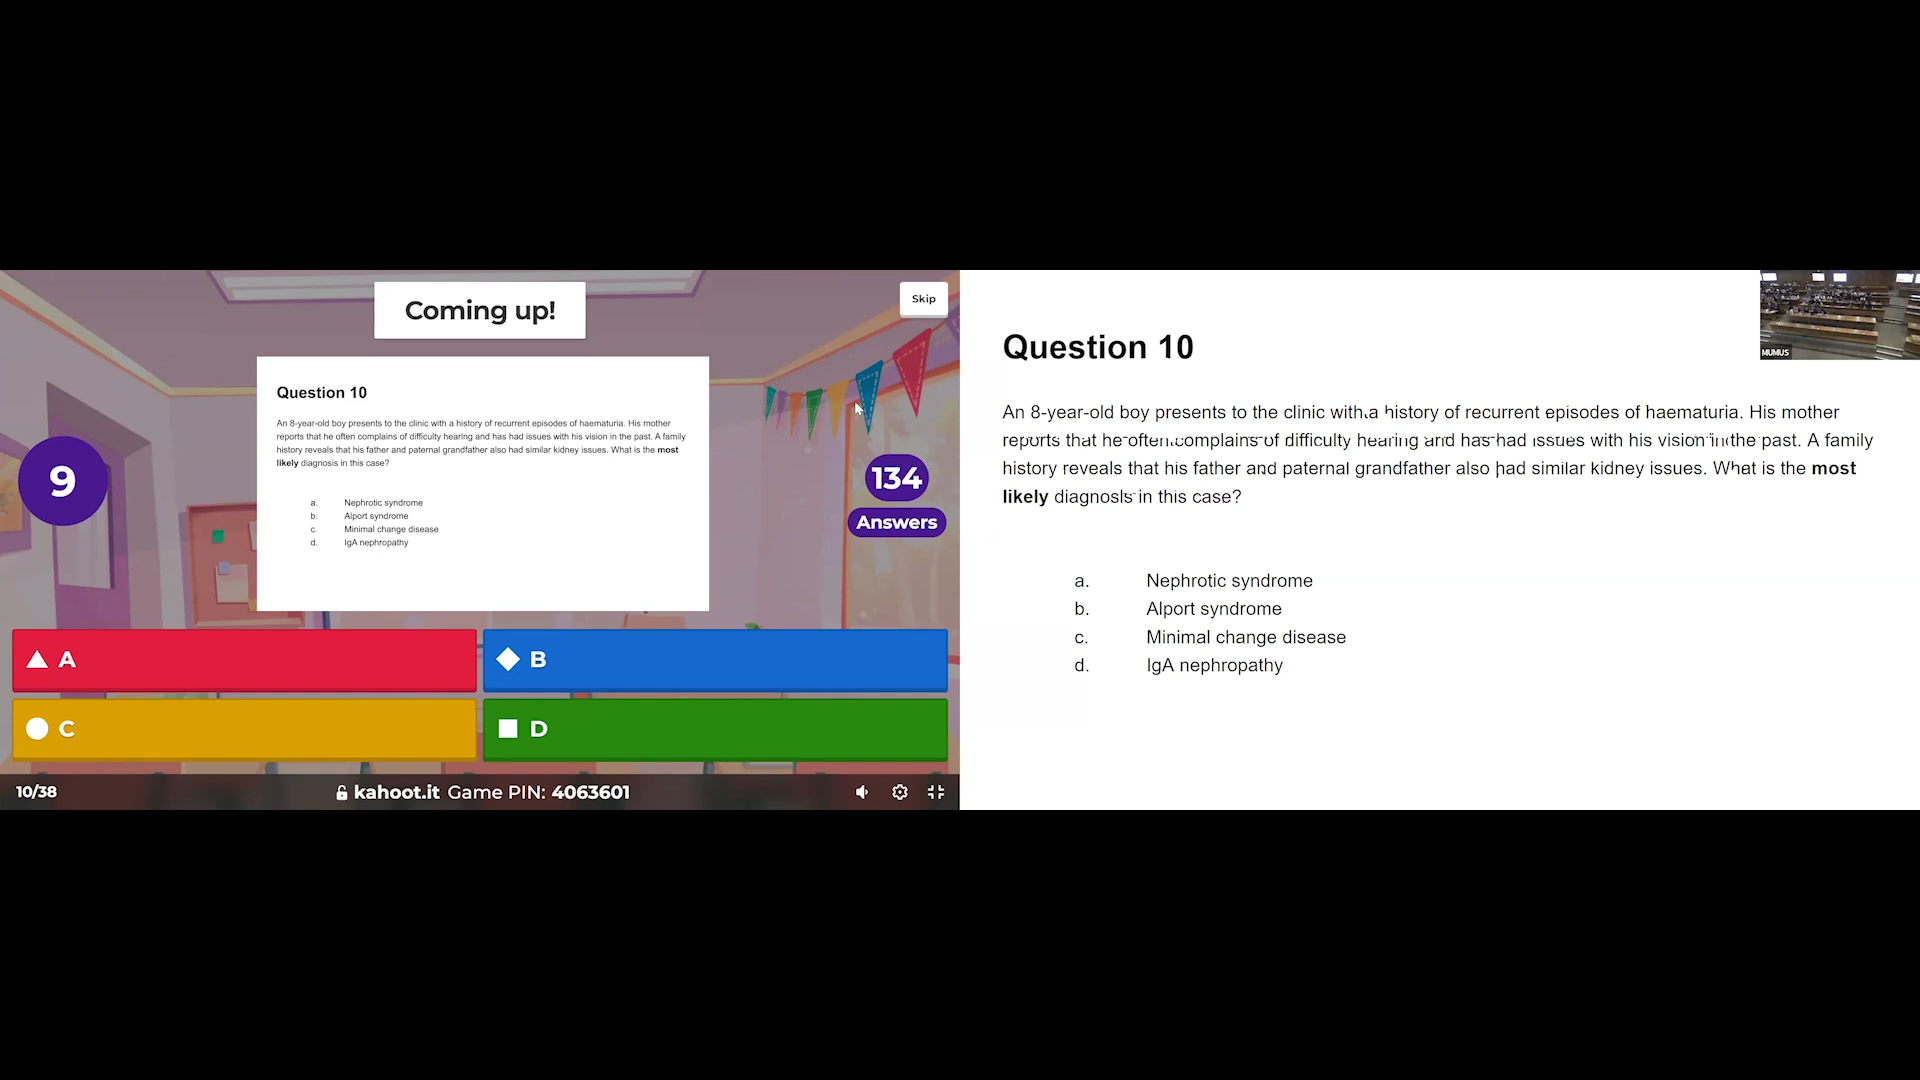 Coming up!
Skip
Question 10
An 8-year-old boy presents to the clinic with a history of recurrent episodes of haematuria. His mother
reports that he often complains of difficulty hearing and has had issues with his vision in the past. A family
history reveals that his father and paternal grandfather also had similar kidney issues. What is the most
likely diagnosis in this case?
a. Nephrotic syndrome
b. Alport syndrome
c. Minimal change disease
d. IgA nephropathy
9
134
Answers
A
B
C
D
10/38
kahoot.it Game PIN: 4063601
Question 10
MUMUS
An 8-year-old boy presents to the clinic with a history of recurrent episodes of haematuria. His mother
reports that he often complains of difficulty hearing and has had issues with his vision in the past. A family
history reveals that his father and paternal grandfather also had similar kidney issues. What is the most
likely diagnosis in this case?
a. Nephrotic syndrome
b. Alport syndrome
c. Minimal change disease
d. IgA nephropathy